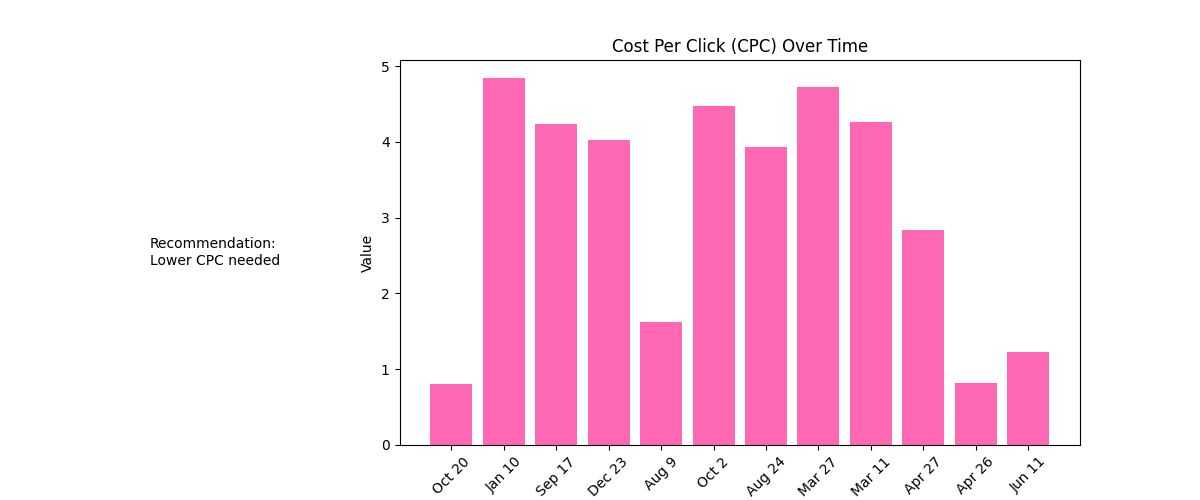 Cost Per Click (CPC) Over Time
Recommendation:
Lower CPC needed
Value
5
4
3
2
1
0
Oct 20
Jan 10
Sep 17
Dec 23
Aug 9
Oct 2
Aug 24
Mar 27
Mar 11
Apr 27
Apr 26
Jun 11